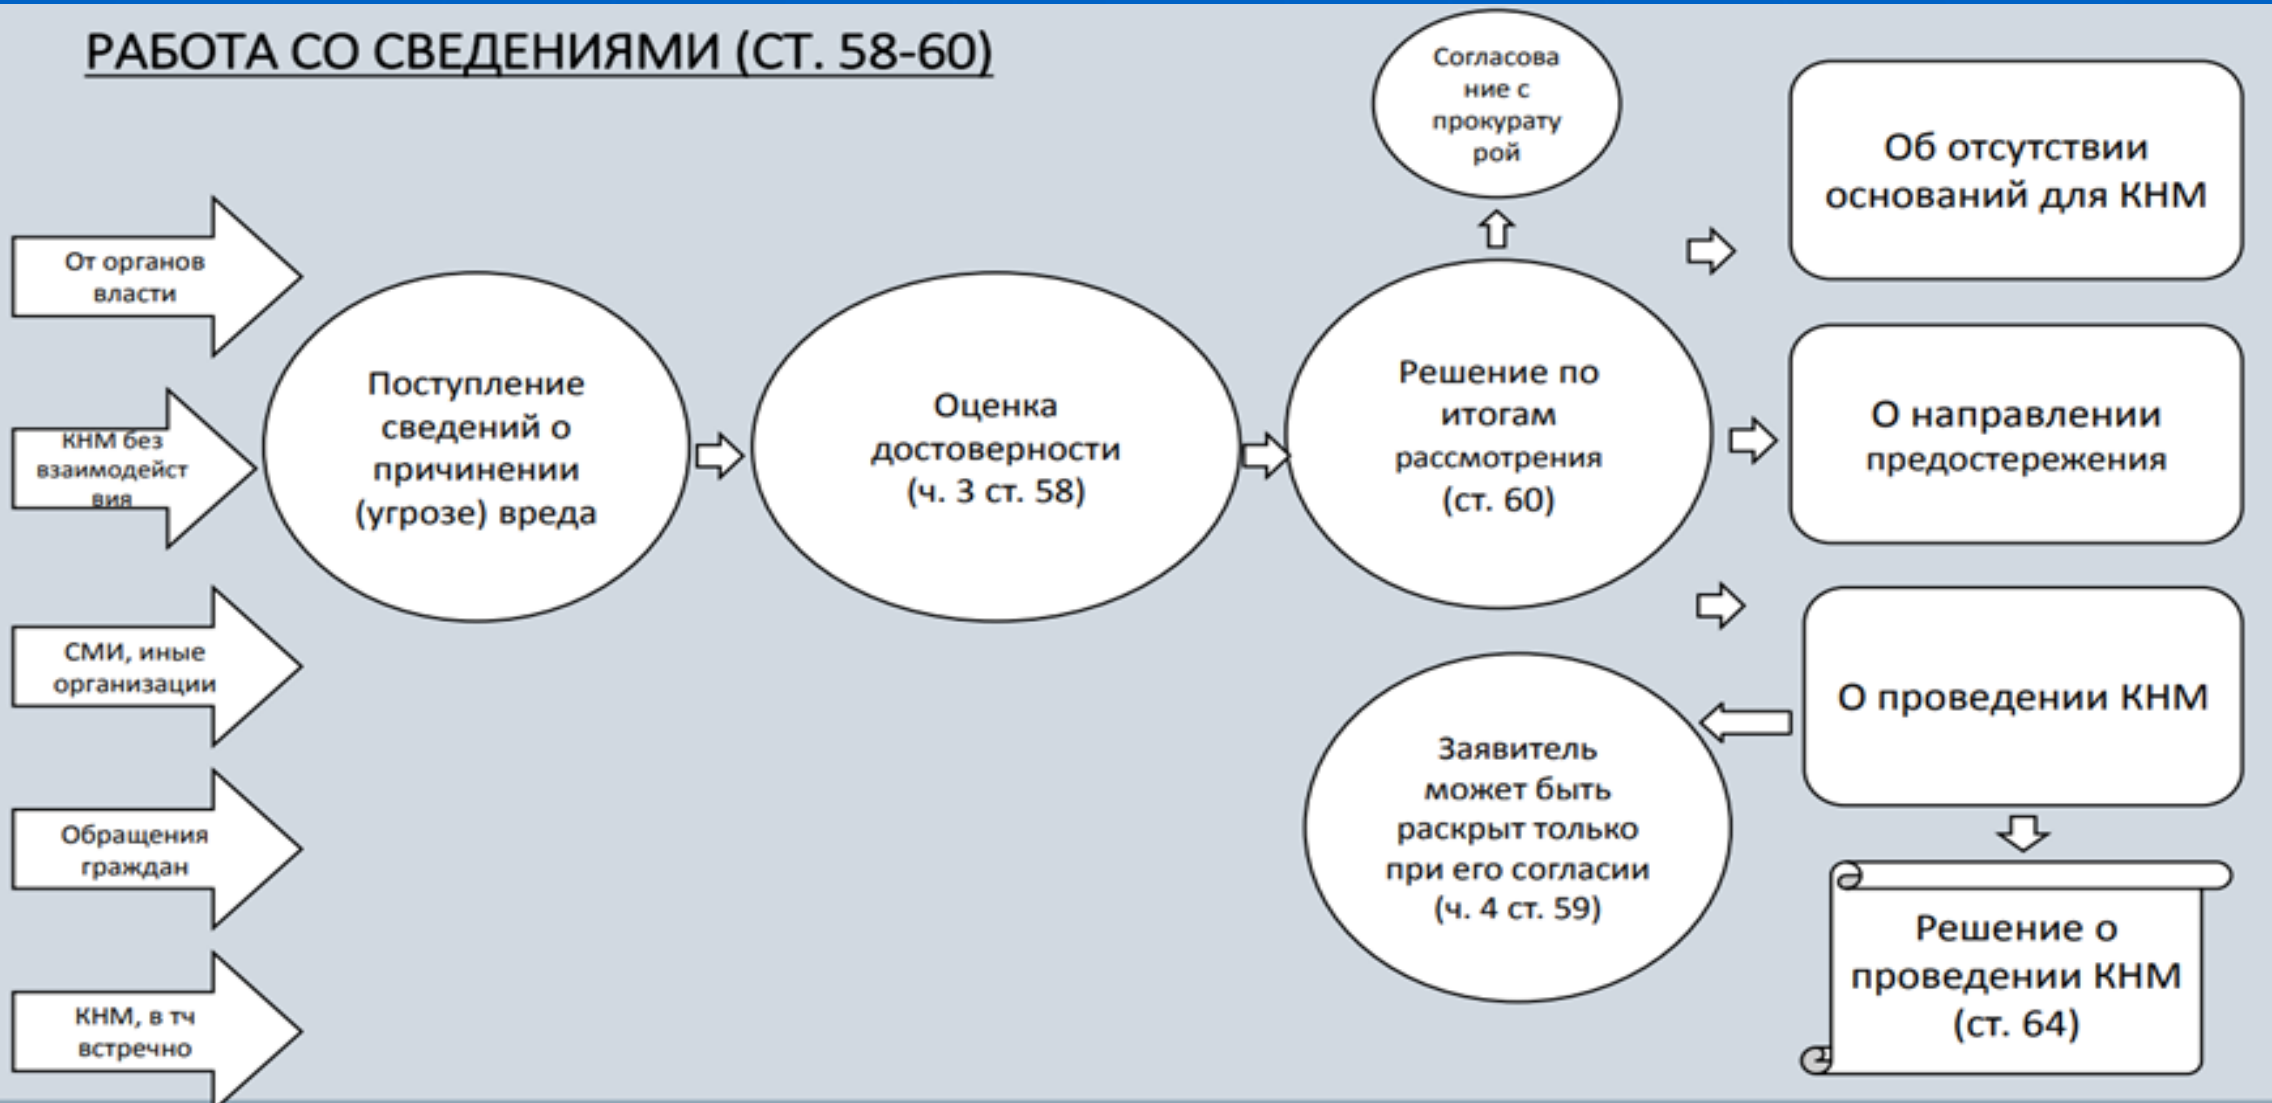 РАБОТА СО СВЕДЕНИЯМИ (СТ. 58-60)
От органов
власти
КНМ без
взаимодейст
вия
СМИ, иные
организации
Обращения
граждан
КНМ, в тч
встречно
Поступление
сведений о
причинении
(угрозе) вреда
Оценка
достоверности
(ч. 3 ст. 58)
Согласова
ние с
прокурату
рой
Решение по
итогам
рассмотрения
(ст. 60)
Об отсутствии
оснований для КНМ
О направлении
предостережения
О проведении КНМ
Заявитель
может быть
раскрыт только
при его согласии
(ч. 4 ст. 59)
Решение о
проведении КНМ
(ст. 64)